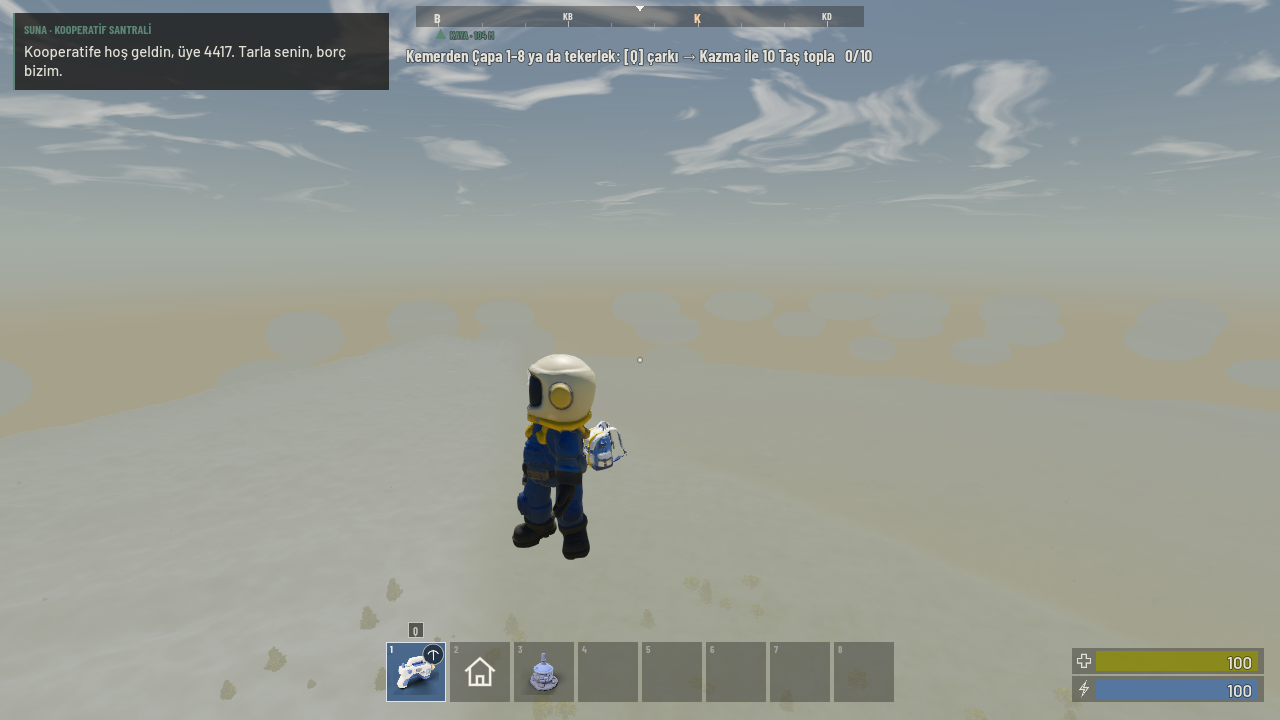 SUNA · KOOPERATİF SANTRALİ
Kooperatife hoş geldin, üye 4417. Tarla senin, borç
bizim.
B KB K KD
KAYA · 104 M
Kemerden Çapa 1-8 ya da tekerlek: [Q] çarkı → Kazma ile 10 Taş topla 0/10
Q
1 2 3 4 5 6 7 8
100
100